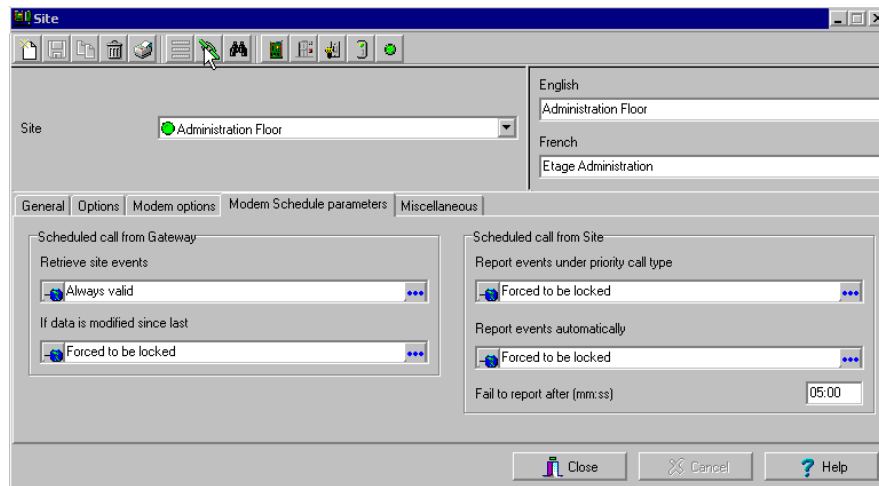 Site
English
Administration Floor
Site
Administration Floor
French
Etage Administration
General
Options
Modem options
Modem Schedule parameters
Miscellaneous
Scheduled call from Gateway
Retrieve site events
Always valid
If data is modified since last
Forced to be locked
Scheduled call from Site
Report events under priority call type
Forced to be locked
Report events automatically
Forced to be locked
Fail to report after (mm:ss)
05:00
Close
Cancel
Help